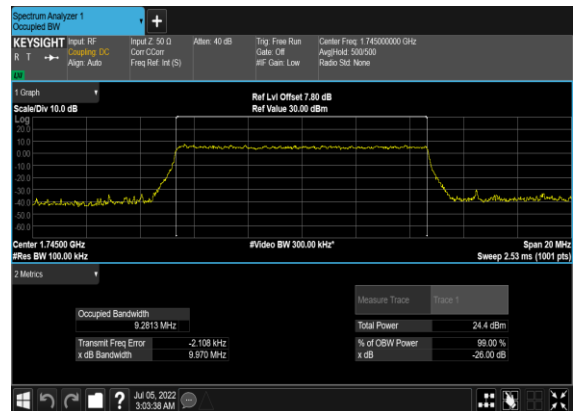 Spectrum Analyzer 1
Occupied BW
+
KEYSIGHT Input: RF Input Z: 50 Ω Atten: 40 dB Trig: Free Run Center Freq: 1.745000000 GHz
R T Coupling: DC Corr CCorr Gate: Off Avg|Hold: 500/500
Align: Auto Freq Ref: Int (S) #IF Gain: Low Radio Std: None
1 Graph
Ref Lvl Offset 7.80 dB
Scale/Div 10.0 dB Ref Value 30.00 dBm
Log
20.0
10.0
0.00
-10.0
-20.0
-30.0
-40.0
-50.0
-60.0
Center 1.74500 GHz #Video BW 300.00 kHz* Span 20 MHz
#Res BW 100.00 kHz Sweep 2.53 ms (1001 pts)
2 Metrics
Measure Trace Trace 1
Occupied Bandwidth
9.2813 MHz Total Power 24.4 dBm
Transmit Freq Error -2.108 kHz % of OBW Power 99.00 %
x dB Bandwidth 9.970 MHz x dB -26.00 dB
? Jul 05, 2022
3:03:38 AM